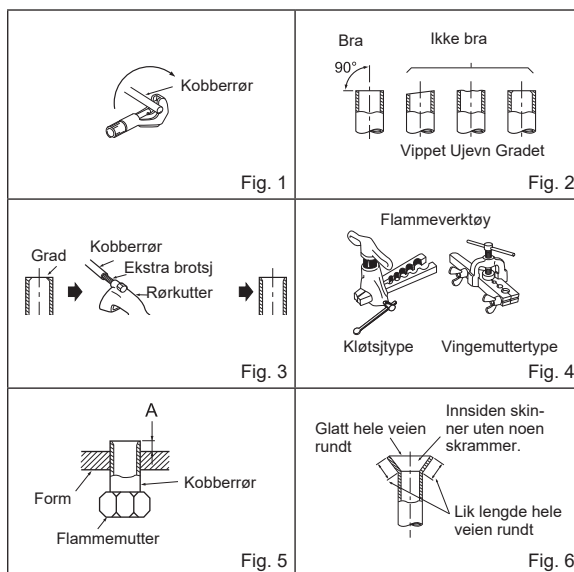 Kobberrør
Fig. 1
Bra
Ikke bra
90°
Vippet Ujevn Gradet
Fig. 2
Grad
Kobberrør
Ekstra brotsj
Rørkutter
Fig. 3
Flammeverktøy
Kløtsjtype
Vingemuttertype
Fig. 4
A
Form
Kobberrør
Flammemutter
Fig. 5
Glatt hele veien
rundt
Innsiden skin-
ner uten noen
skrammer.
Lik lengde hele
veien rundt
Fig. 6